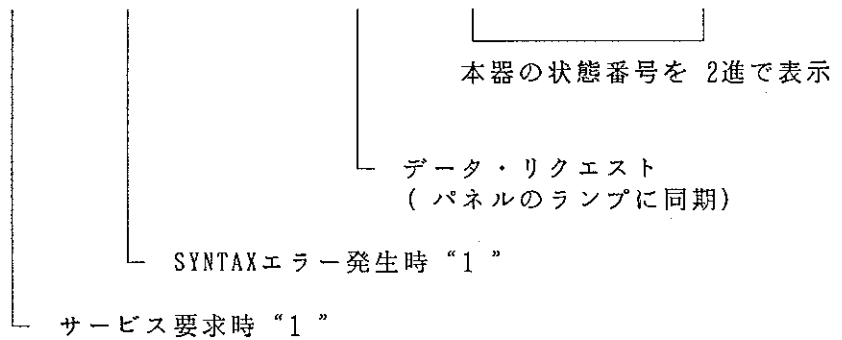 本器の状態番号を 2進で表示
データ・リクエスト
( パネルのランプに同期)
SYNTAXエラー発生時 “1 ”
サービス要求時 “1 ”